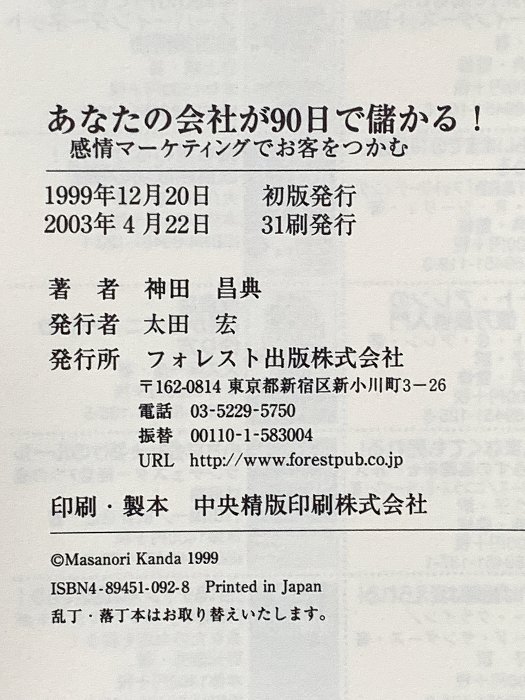 あなたの会社が90日で儲かる！
感情マーケティングでお客をつかむ
1999年12月20日　初版発行
2003年 4 月22日　31刷発行
著　者　神田　昌典
発行者　太田　宏
発行所　フォレスト出版株式会社
〒162-0814 東京都新宿区新小川町3－26
電話　03-5229-5750
振替　00110-1-583004
URL　http://www.forestpub.co.jp
印刷・製本　中央精版印刷株式会社
©Masanori Kanda 1999
ISBN4-89451-092-8　Printed in Japan
乱丁・落丁本はお取り替えいたします。